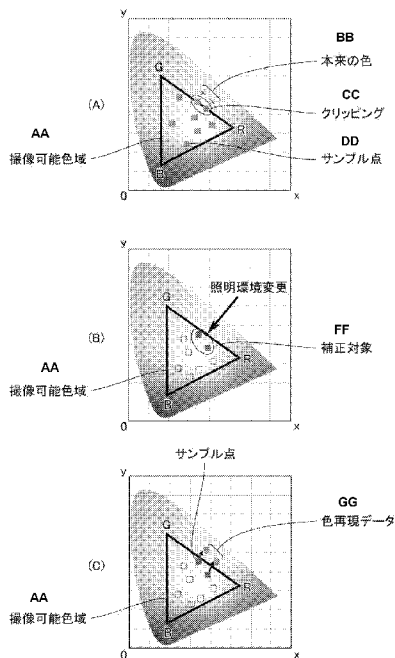 y
BB
本来の色
G
(A)
CC
クリッピング
AA
R
DD
撮像可能色域
サンプル点
B
0
x
y
照明環境変更
G
(B)
FF
補正対象
AA
R
撮像可能色域
B
0
x
サンプル点
y
GG
色再現データ
G
(C)
AA
R
撮像可能色域
B
0
x